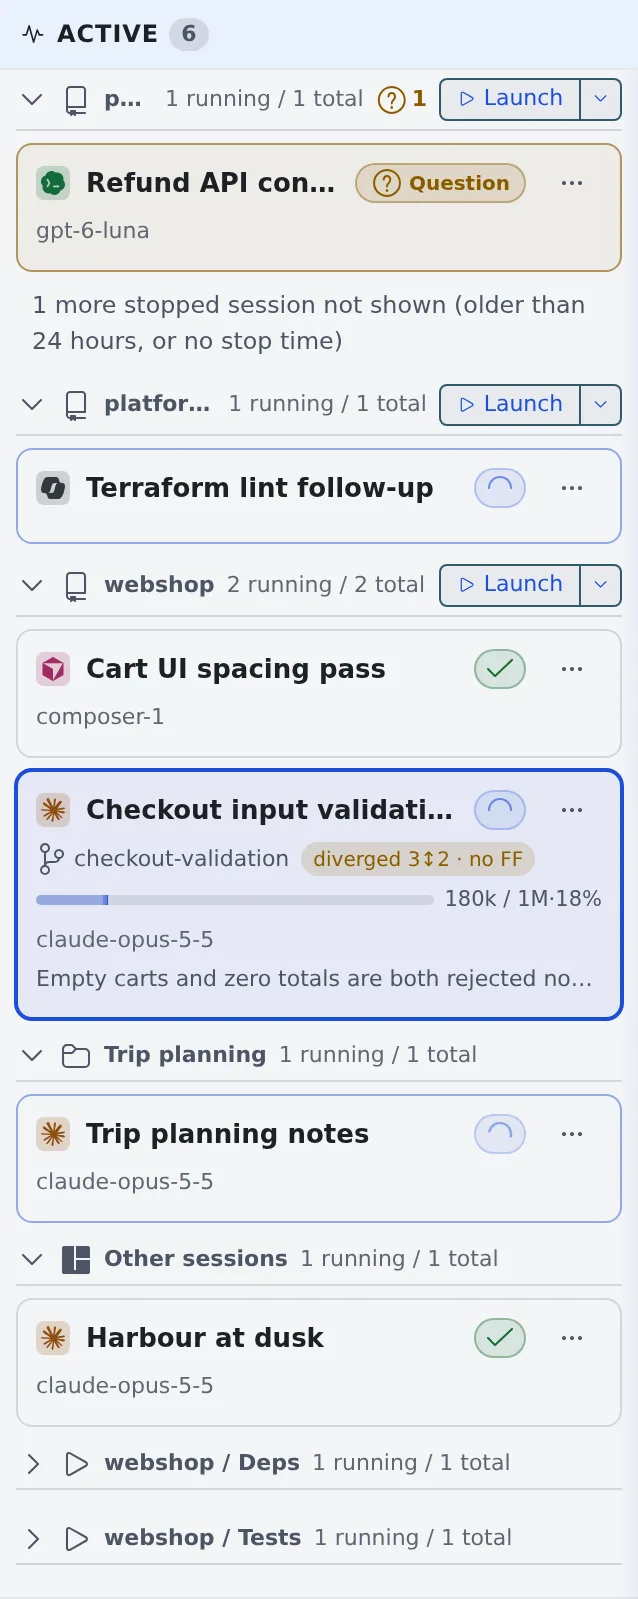 ACTIVE 6
p... 1 running / 1 total 1 Launch
Refund API con... Question
gpt-6-luna
1 more stopped session not shown (older than
24 hours, or no stop time)
platfor... 1 running / 1 total Launch
Terraform lint follow-up
webshop 2 running / 2 total Launch
Cart UI spacing pass
composer-1
Checkout input validati...
checkout-validation diverged 3↕2 · no FF
180k / 1M·18%
claude-opus-5-5
Empty carts and zero totals are both rejected no...
Trip planning 1 running / 1 total
Trip planning notes
claude-opus-5-5
Other sessions 1 running / 1 total
Harbour at dusk
claude-opus-5-5
webshop / Deps 1 running / 1 total
webshop / Tests 1 running / 1 total